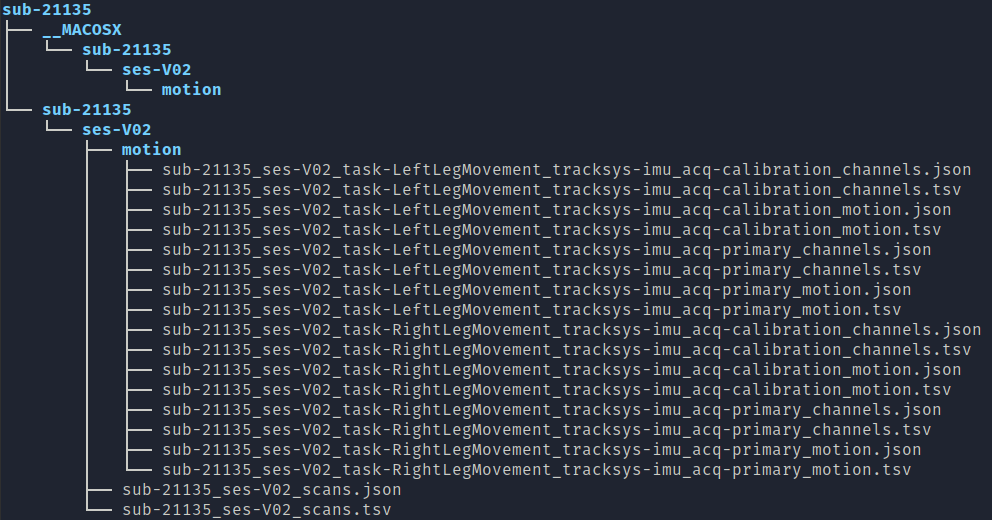 sub-21135
__MACOSX
sub-21135
ses-V02
motion
sub-21135
ses-V02
motion
sub-21135_ses-V02_task-LeftLegMovement_tracksys-imu_acq-calibration_channels.json
sub-21135_ses-V02_task-LeftLegMovement_tracksys-imu_acq-calibration_channels.tsv
sub-21135_ses-V02_task-LeftLegMovement_tracksys-imu_acq-calibration_motion.json
sub-21135_ses-V02_task-LeftLegMovement_tracksys-imu_acq-calibration_motion.tsv
sub-21135_ses-V02_task-LeftLegMovement_tracksys-imu_acq-primary_channels.json
sub-21135_ses-V02_task-LeftLegMovement_tracksys-imu_acq-primary_channels.tsv
sub-21135_ses-V02_task-LeftLegMovement_tracksys-imu_acq-primary_motion.json
sub-21135_ses-V02_task-LeftLegMovement_tracksys-imu_acq-primary_motion.tsv
sub-21135_ses-V02_task-RightLegMovement_tracksys-imu_acq-calibration_channels.json
sub-21135_ses-V02_task-RightLegMovement_tracksys-imu_acq-calibration_channels.tsv
sub-21135_ses-V02_task-RightLegMovement_tracksys-imu_acq-calibration_motion.json
sub-21135_ses-V02_task-RightLegMovement_tracksys-imu_acq-calibration_motion.tsv
sub-21135_ses-V02_task-RightLegMovement_tracksys-imu_acq-primary_channels.json
sub-21135_ses-V02_task-RightLegMovement_tracksys-imu_acq-primary_channels.tsv
sub-21135_ses-V02_task-RightLegMovement_tracksys-imu_acq-primary_motion.json
sub-21135_ses-V02_task-RightLegMovement_tracksys-imu_acq-primary_motion.tsv
sub-21135_ses-V02_scans.json
sub-21135_ses-V02_scans.tsv